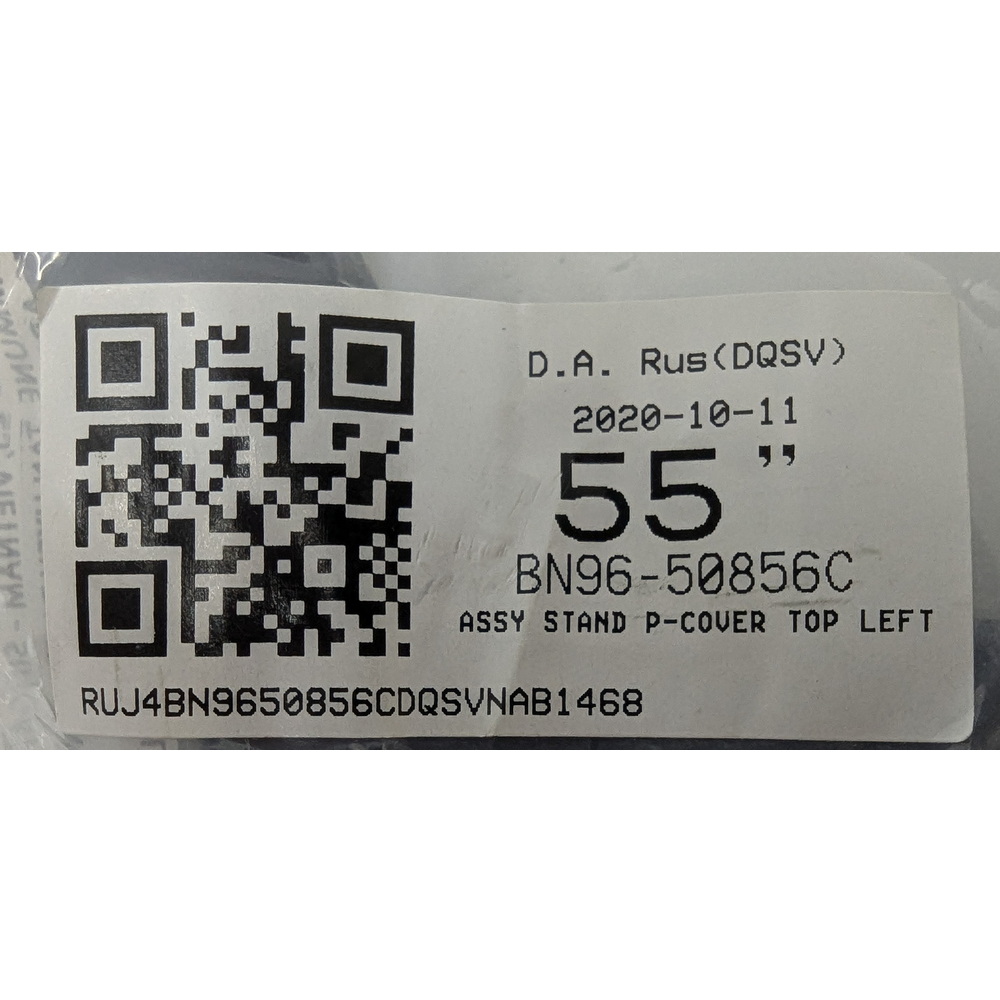 D.A. Rus(DQSV)
2020-10-11
55"
BN96-50856C
ASSY STAND P-COVER TOP LEFT
RUJ4BN9650856CDQSVNAB1468